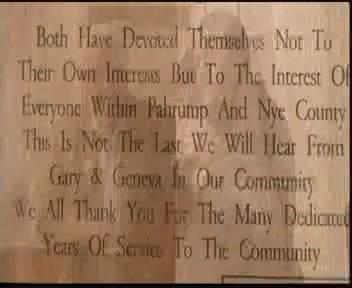 Both Have Devoted Themselves Not To
Their Own Interests But To The Interest Of
Everyone Within Pahrump And Nye County
This Is Not The Last We Will Hear From
Gary & Geneva In Our Community
We All Thank You For The Many Dedicated
Years Of Service To The Community